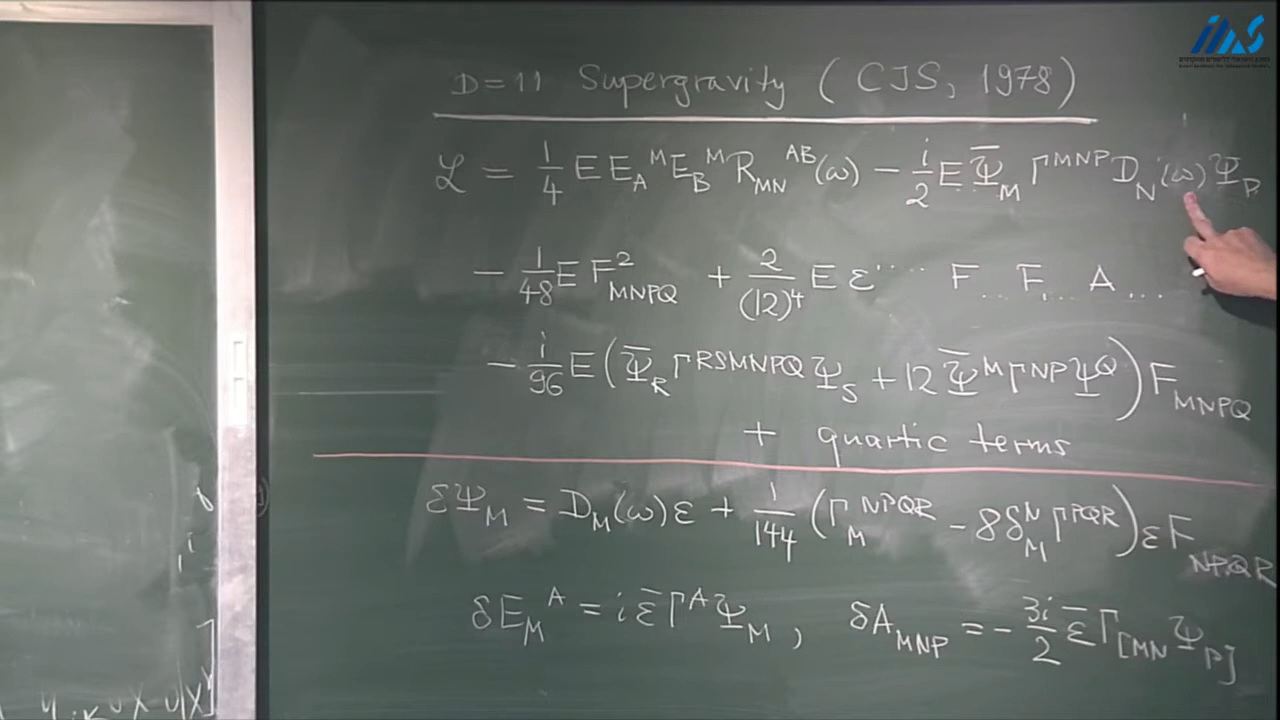 D=11 Supergravity (CJS, 1978)
ℒ = 1/4 E E_A^M E_B^M R_MN^AB(ω) − i/2 E Ψ̄_M Γ^MNP D_N(ω) Ψ_P
− 1/48 E F²_MNPQ + 2/(12)⁴ E ε^.... F... F... A...
− i/96 E (Ψ̄_R Γ^RSMNPQ Ψ_S + 12 Ψ̄^M Γ^NP Ψ^Q) F_MNPQ
+ quartic terms
δΨ_M = D_M(ω)ε + 1/144 (Γ_M^NPQR − 8δ_M^N Γ^PQR) ε F_NPQR
δE_M^A = i ε̄ Γ^A Ψ_M , δA_MNP = − 3i/2 ε̄ Γ_[MN Ψ_P]